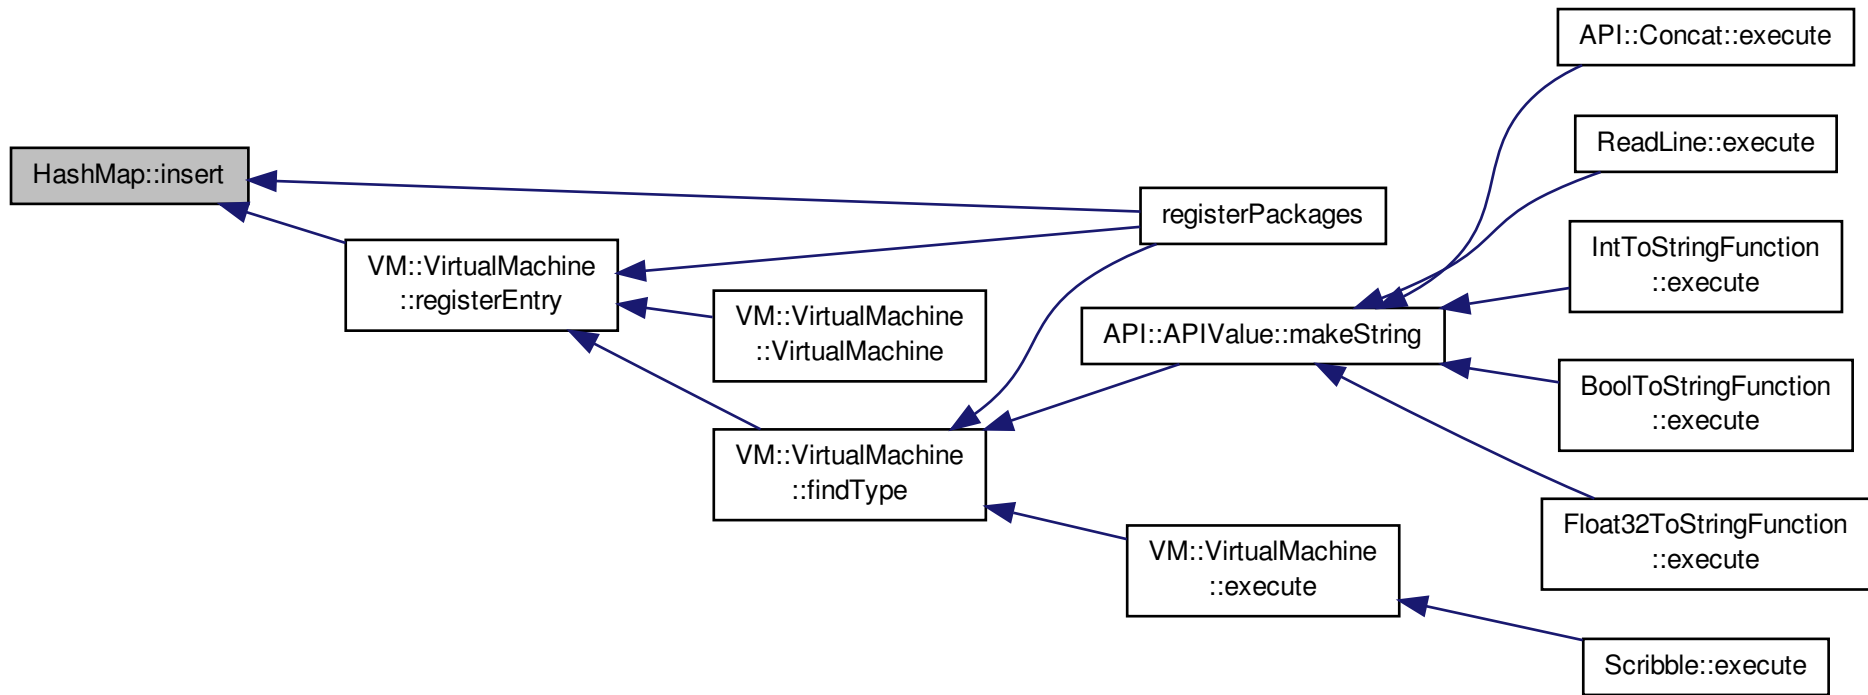 HashMap::insert
VM::VirtualMachine
::registerEntry
VM::VirtualMachine
::VirtualMachine
VM::VirtualMachine
::findType
registerPackages
API::APIValue::makeString
VM::VirtualMachine
::execute
API::Concat::execute
ReadLine::execute
IntToStringFunction
::execute
BoolToStringFunction
::execute
Float32ToStringFunction
::execute
Scribble::execute